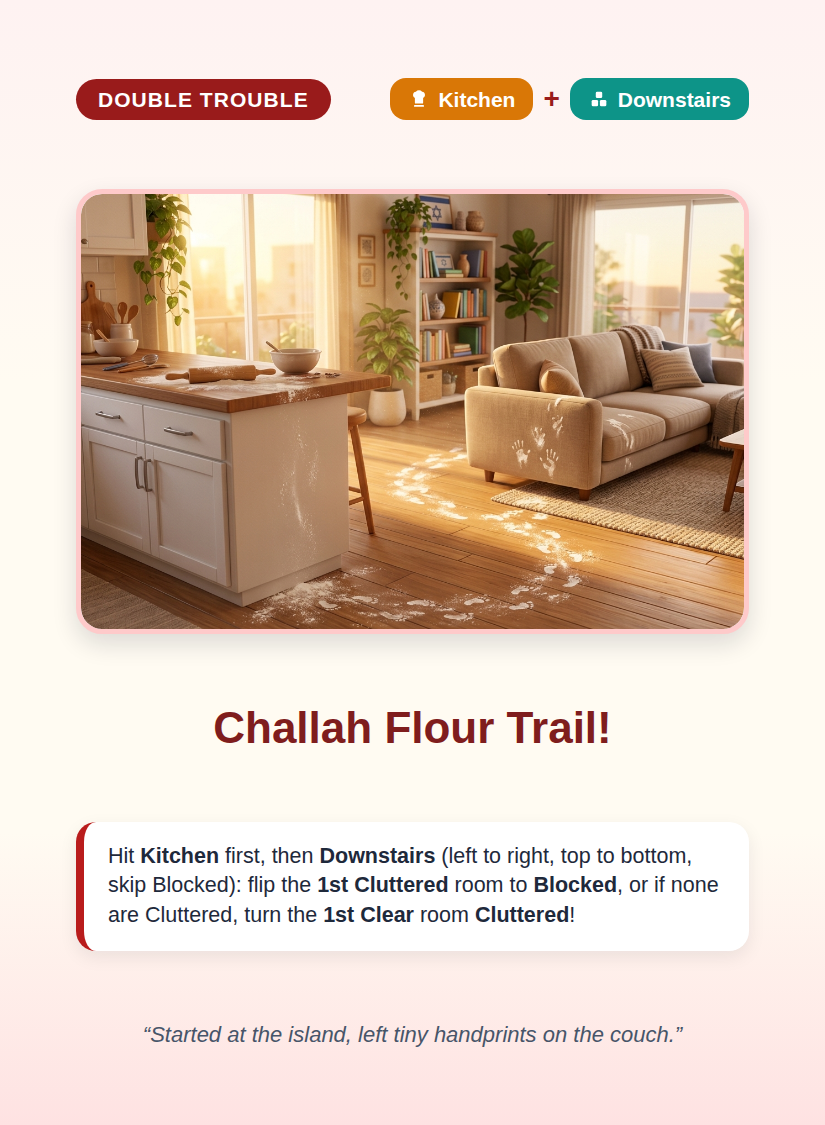 DOUBLE TROUBLE
Kitchen + Downstairs
Challah Flour Trail!
Hit Kitchen first, then Downstairs (left to right, top to bottom,
skip Blocked): flip the 1st Cluttered room to Blocked, or if none
are Cluttered, turn the 1st Clear room Cluttered!
“Started at the island, left tiny handprints on the couch.”